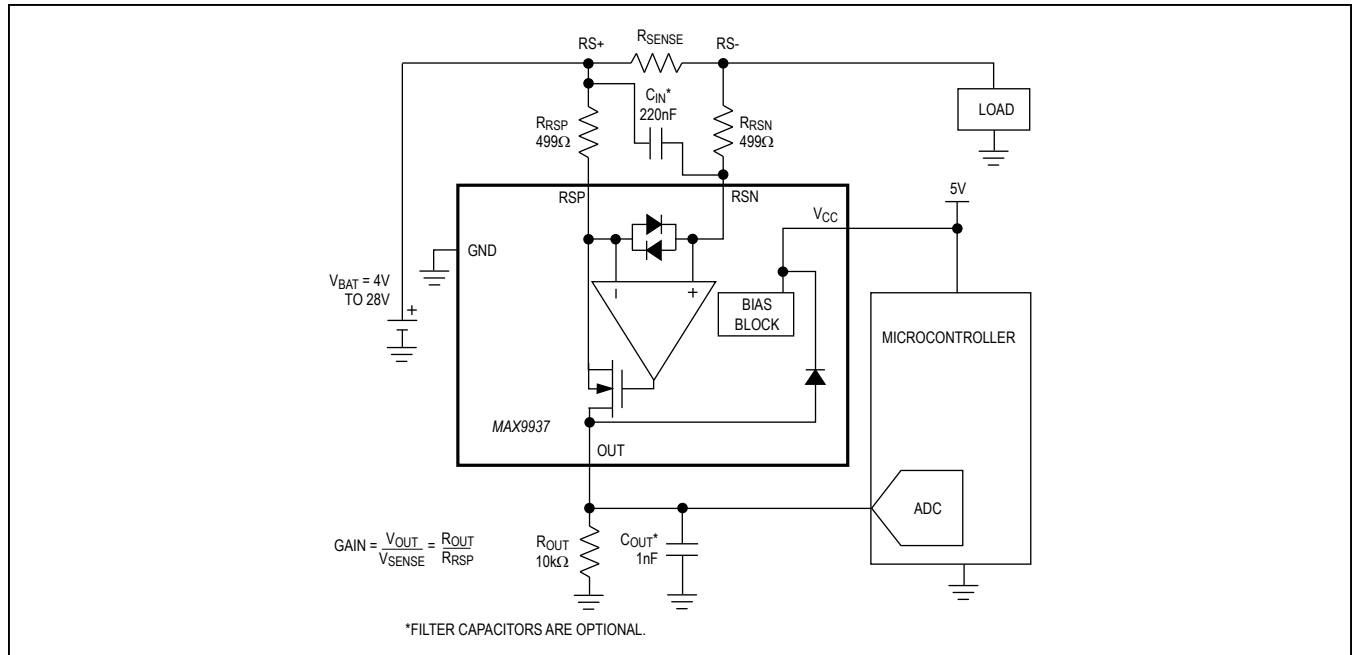 RS+
RSENSE
RS-
CIN*
220nF
LOAD
RRSP
499Ω
RRSN
499Ω
RSP
RSN
5V
VCC
GND
VBAT = 4V
TO 28V
+
-
+
BIAS
BLOCK
MICROCONTROLLER
MAX9937
OUT
ADC
GAIN = VOUT/VSENSE = ROUT/RRSP
ROUT
10kΩ
COUT*
1nF
*FILTER CAPACITORS ARE OPTIONAL.